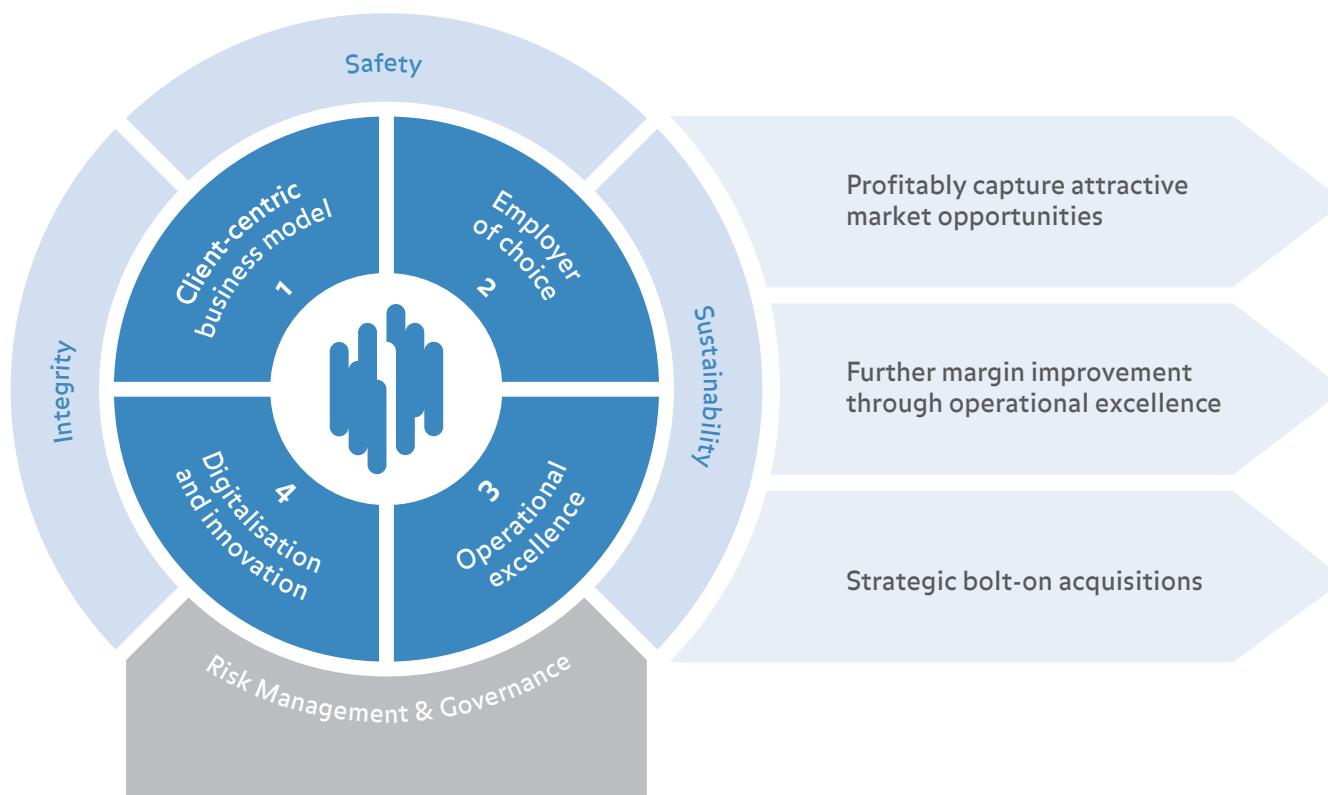 Safety
Integrity
Sustainability
Client-centric
business model
1
Employer
of choice
2
Operational
excellence
3
Digitalisation
and innovation
4
Risk Management & Governance
Profitably capture attractive
market opportunities
Further margin improvement
through operational excellence
Strategic bolt-on acquisitions